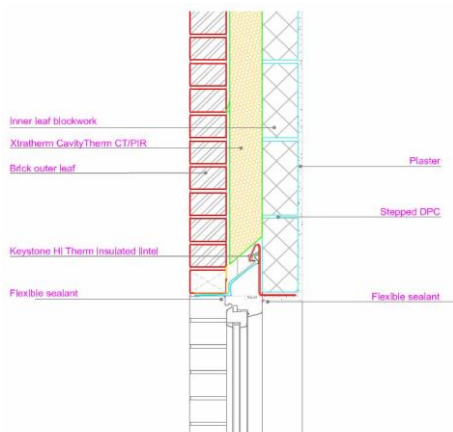 Inner leaf blockwork
Xtratherm CavityTherm CT/PIR
Plaster
Brick outer leaf
Stepped DPC
Keystone Hi Therm Insulated lintel
Flexible sealant
Flexible sealant